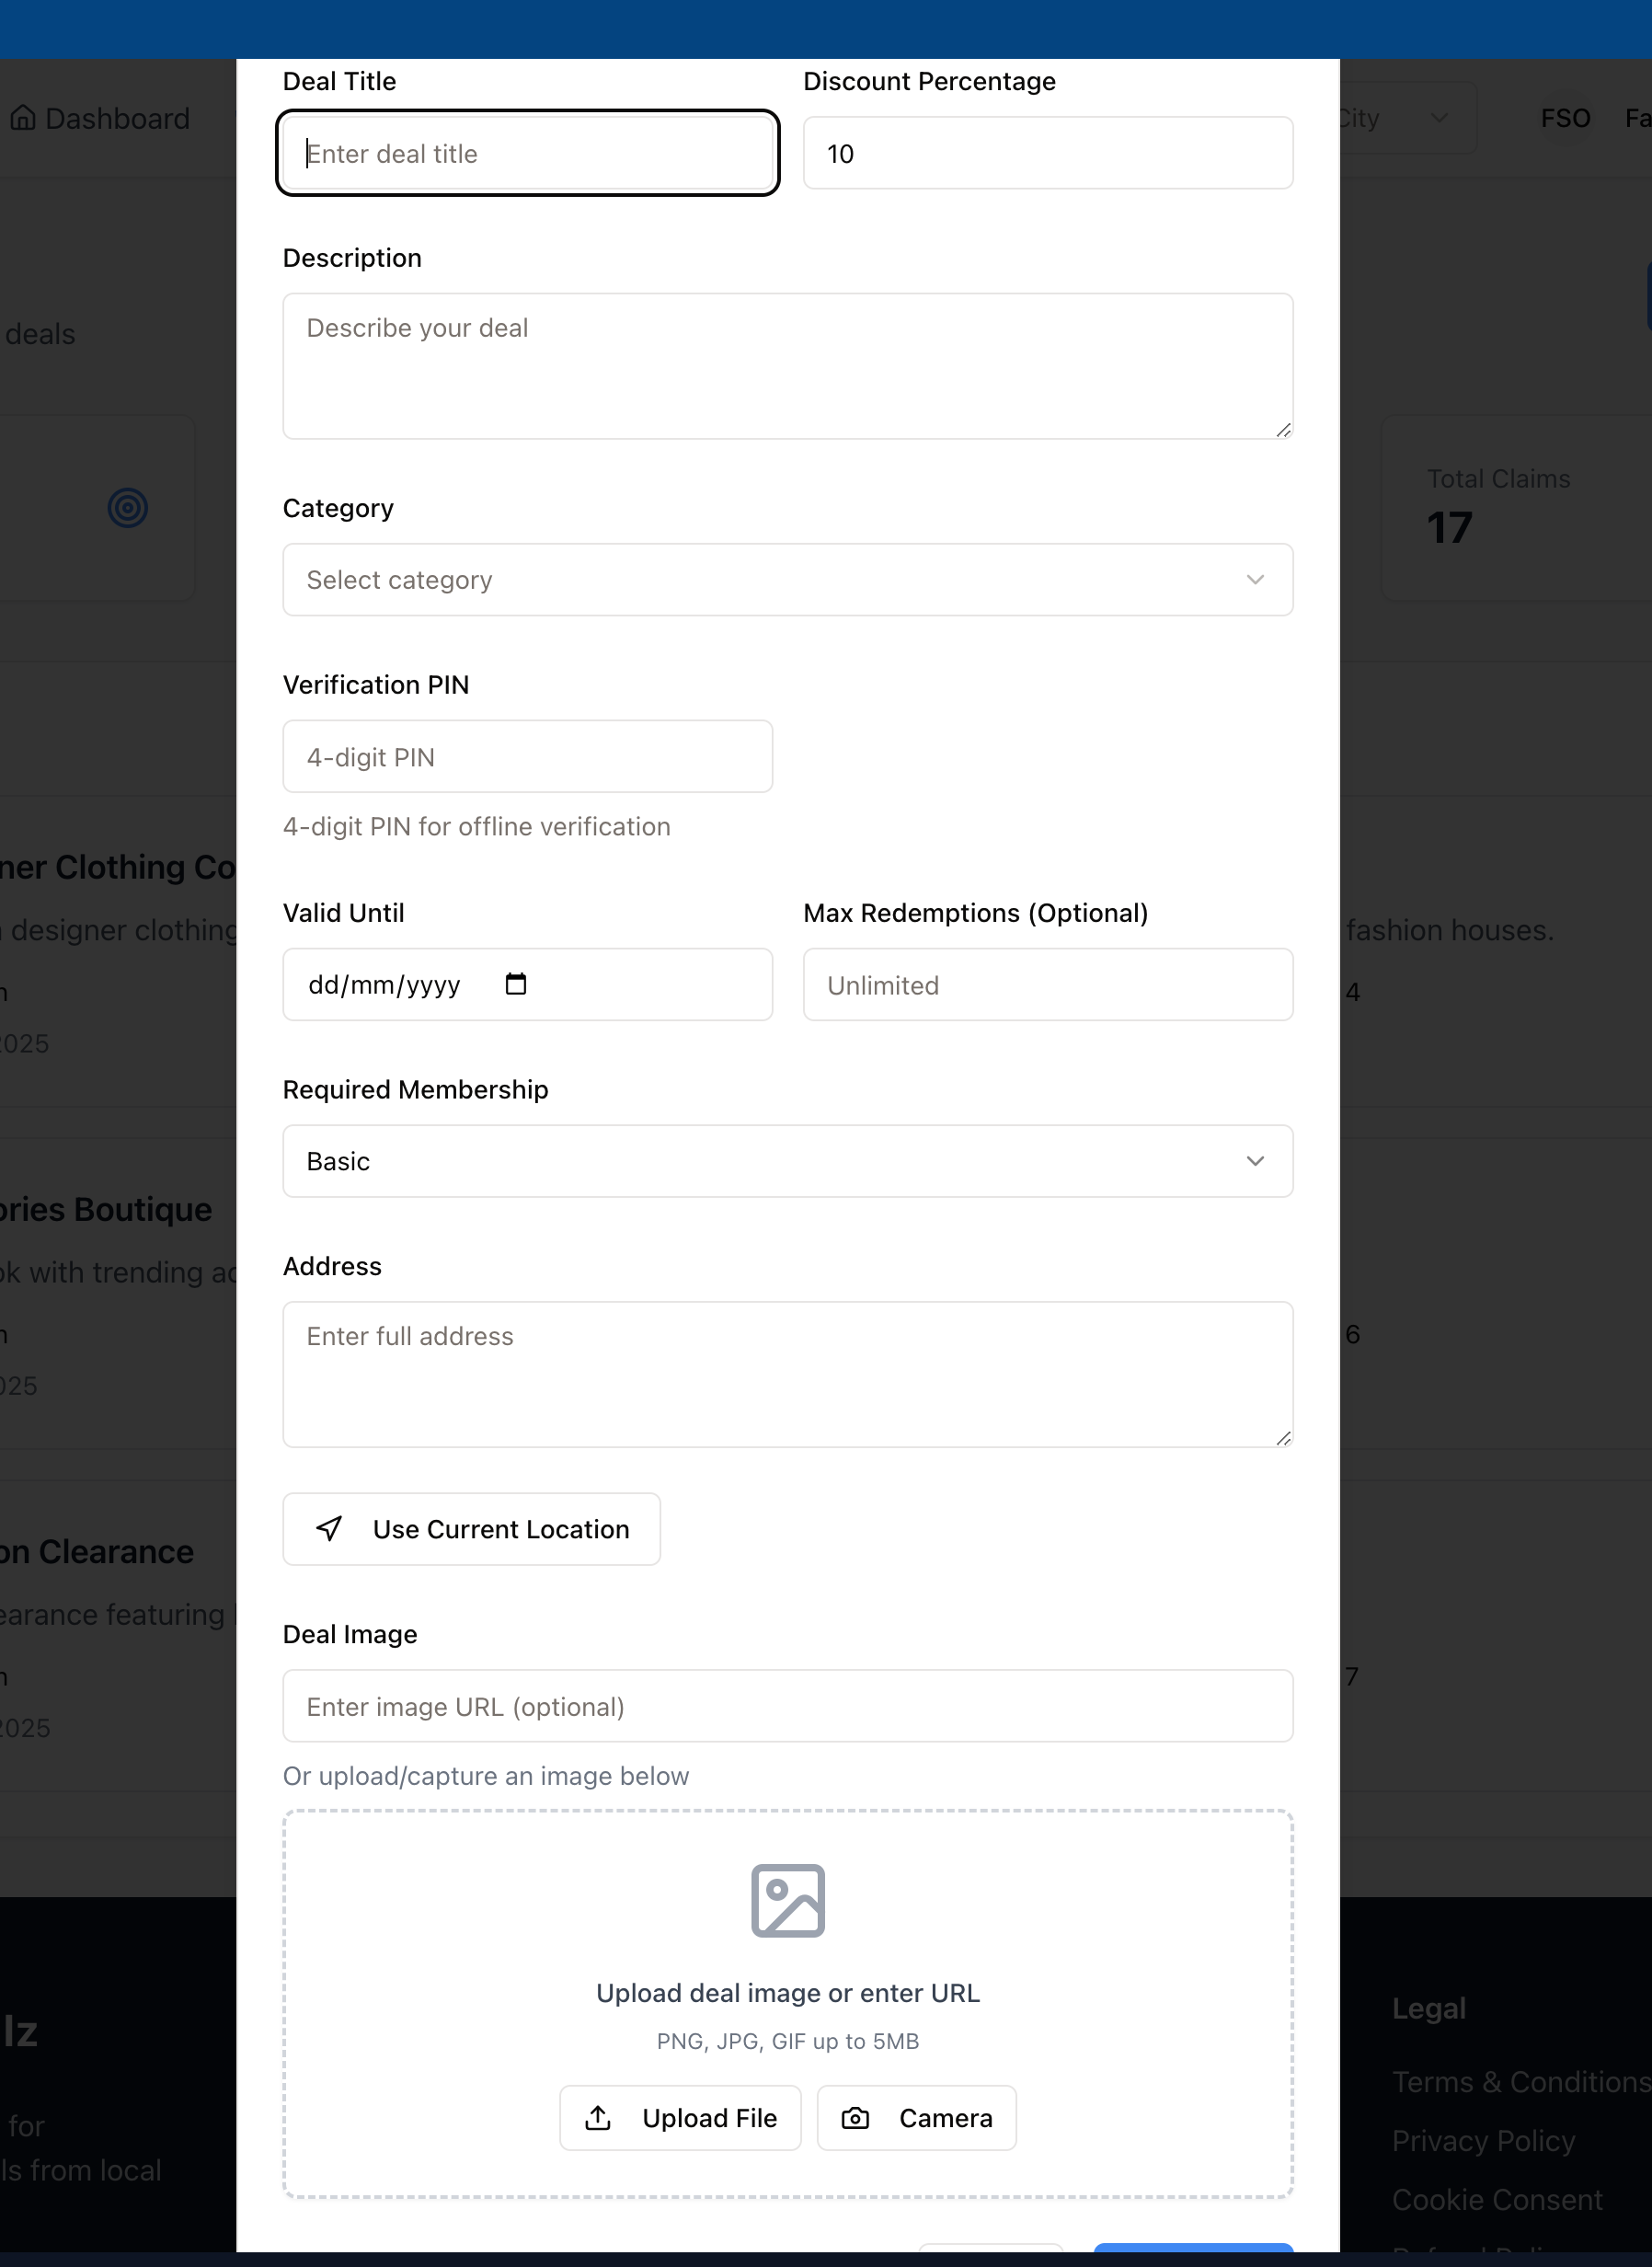 Deal Title
Discount Percentage
Dashboard
City
FSO
Fa
Enter deal title
10
Description
deals
Describe your deal
Total Claims
17
Category
Select category
Verification PIN
4-digit PIN
4-digit PIN for offline verification
ner Clothing Co
designer clothing
fashion houses.
Valid Until
Max Redemptions (Optional)
dd/mm/yyyy
Unlimited
4
2025
Required Membership
Basic
ories Boutique
Address
ok with trending ac
Enter full address
6
025
Use Current Location
on Clearance
earance featuring
Deal Image
Enter image URL (optional)
7
2025
Or upload/capture an image below
Upload deal image or enter URL
PNG, JPG, GIF up to 5MB
Legal
lz
Terms & Conditions
Upload File
Camera
for
Privacy Policy
ls from local
Cookie Consent